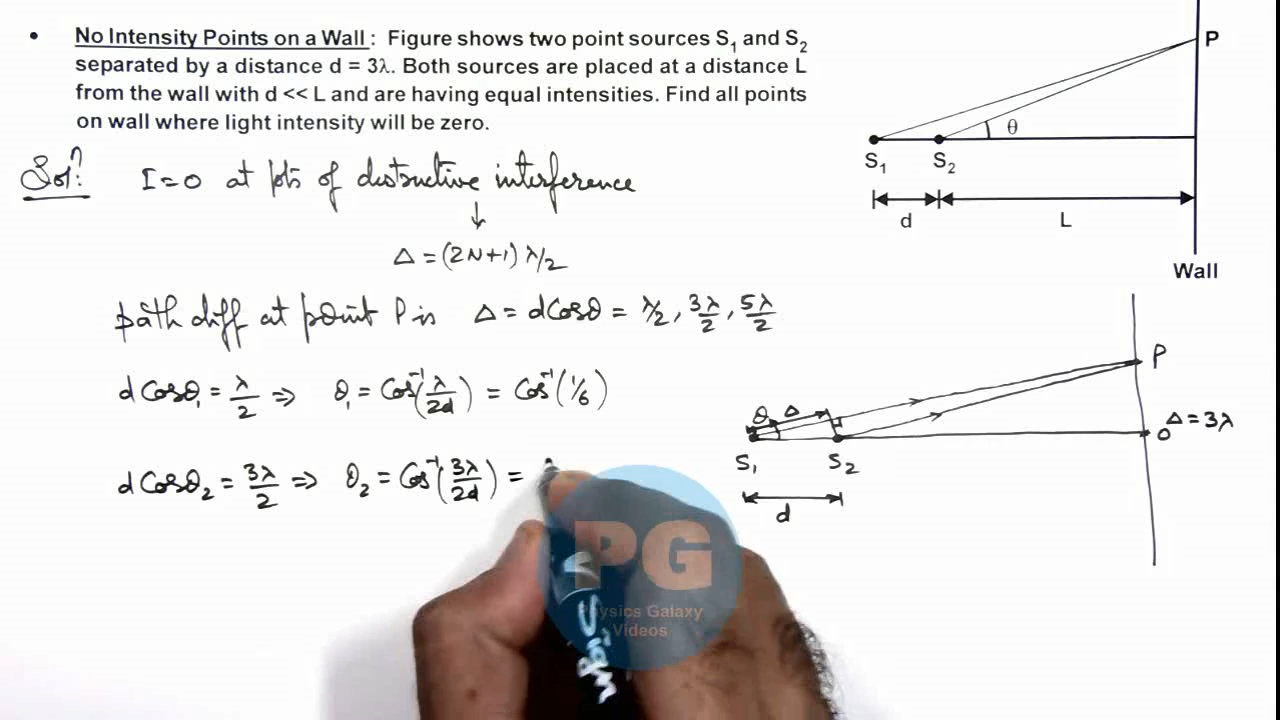 • No Intensity Points on a Wall : Figure shows two point sources S₁ and S₂
separated by a distance d = 3λ. Both sources are placed at a distance L
from the wall with d << L and are having equal intensities. Find all points
on wall where light intensity will be zero.
P
θ
S₁ S₂
d L
Wall
Solⁿ. I=0 at pts of destructive interference
↓
Δ = (2N+1) λ/2
path diff at point P is Δ = d Cosθ = λ/2, 3λ/2, 5λ/2
d Cosθ₁ = λ/2 ⇒ θ₁ = Cos⁻¹(λ/2d) = Cos⁻¹(1/6)
d Cosθ₂ = 3λ/2 ⇒ θ₂ = Cos⁻¹(3λ/2d) =
P
θ Δ
O Δ = 3λ
S₁ S₂
d
PG
Physics Galaxy
Videos
Sigm